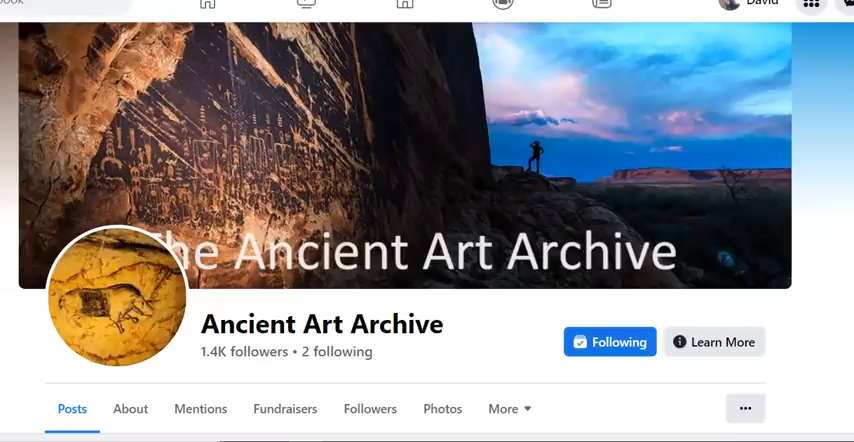 David
The Ancient Art Archive
Ancient Art Archive
1.4K followers • 2 following
Following
Learn More
Posts
About
Mentions
Fundraisers
Followers
Photos
More